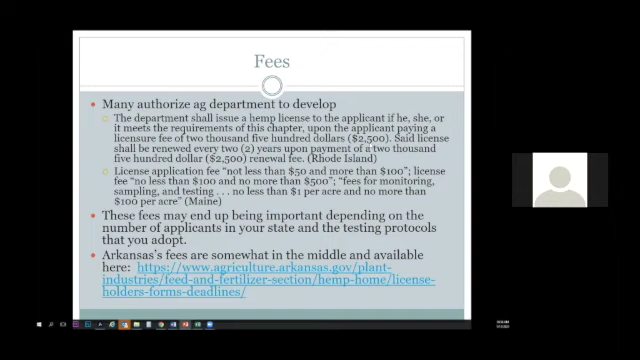 Fees
Many authorize ag department to develop
The department shall issue a hemp license to the applicant if he, she, or
it meets the requirements of this chapter, upon the applicant paying a
licensure fee of two thousand five hundred dollars ($2,500). Said license
shall be renewed every two (2) years upon payment of a two thousand
five hundred dollar ($2,500) renewal fee. (Rhode Island)
License application fee "not less than $50 and more than $100"; license
fee "no less than $100 and no more than $500"; "fees for monitoring,
sampling, and testing . . . no less than $1 per acre and no more than
$100 per acre" (Maine)
These fees may end up being important depending on the
number of applicants in your state and the testing protocols
that you adopt.
Arkansas's fees are somewhat in the middle and available
here: https://www.agriculture.arkansas.gov/plant-
industries/feed-and-fertilizer-section/hemp-home/license-
holders-forms-deadlines/